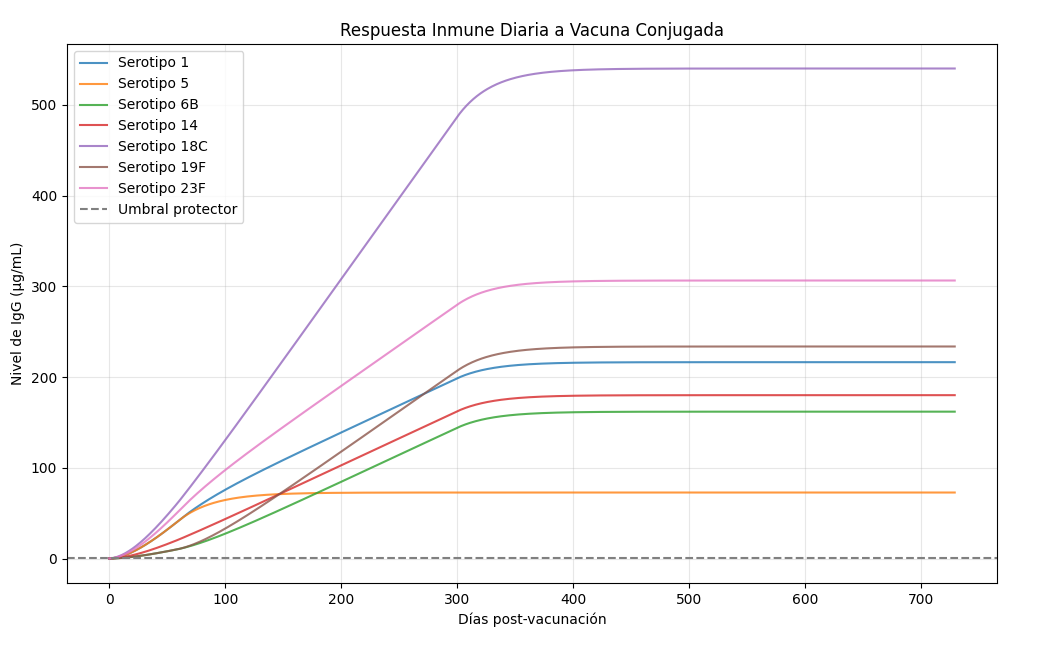 Respuesta Inmune Diaria a Vacuna Conjugada
Serotipo 1
Serotipo 5
Serotipo 6B
Serotipo 14
Serotipo 18C
Serotipo 19F
Serotipo 23F
Umbral protector
Nivel de IgG (μg/mL)
500
400
300
200
100
0
0 100 200 300 400 500 600 700
Días post-vacunación